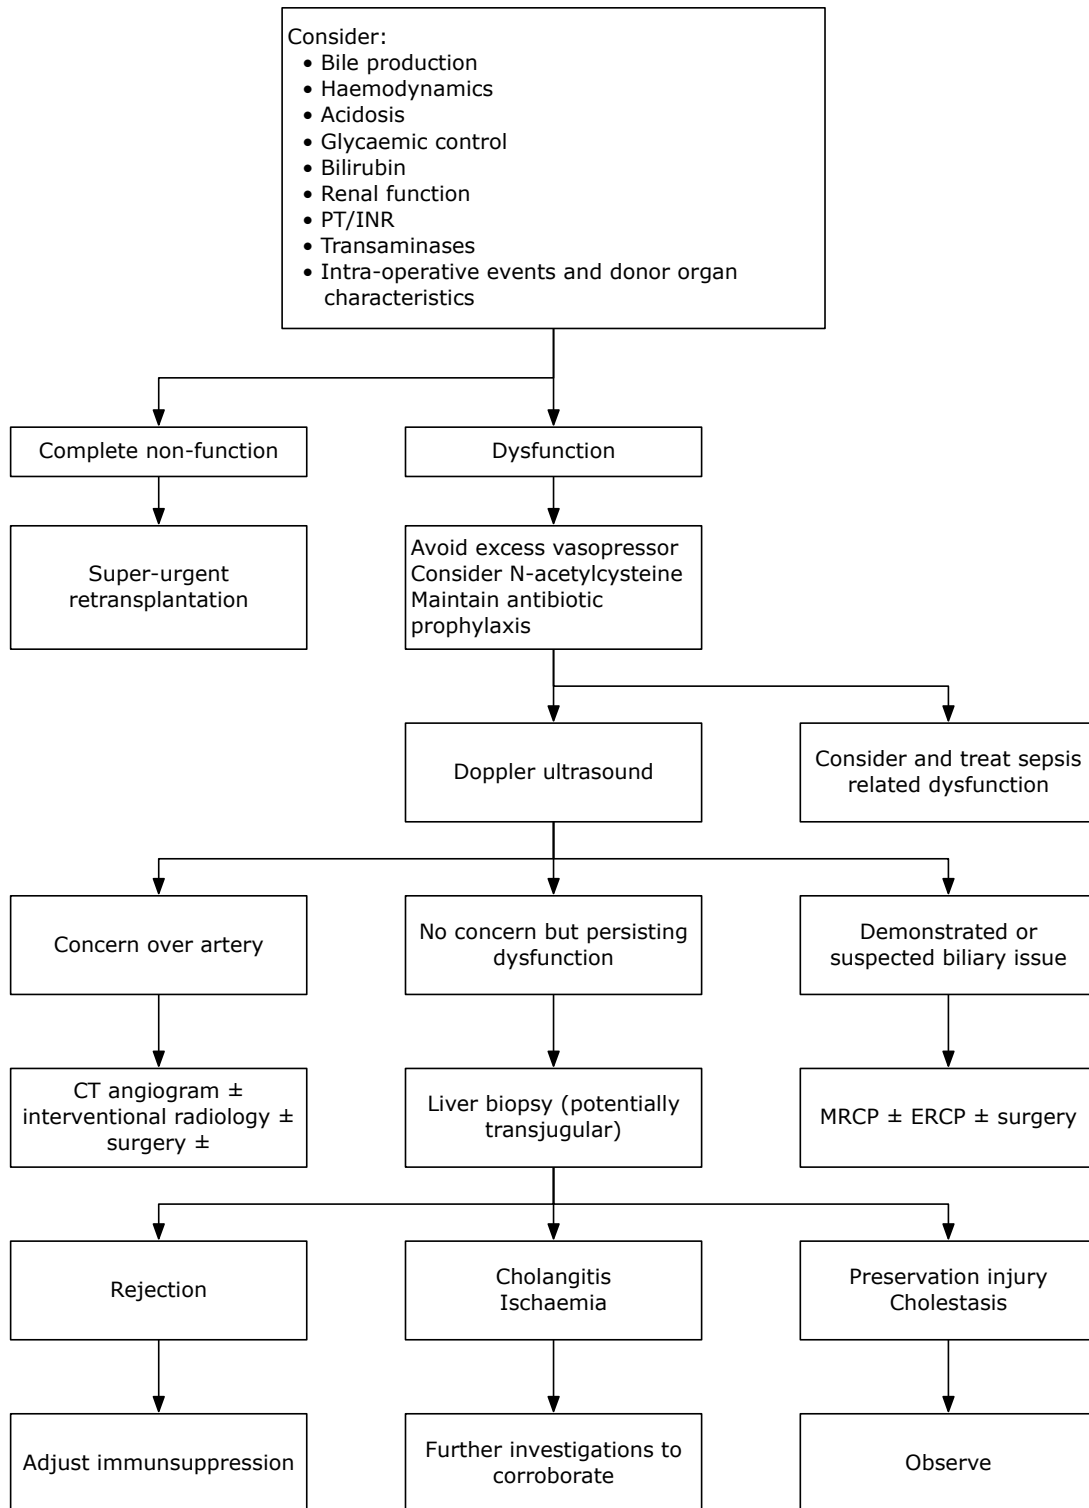 Consider:
• Bile production
• Haemodynamics
• Acidosis
• Glycaemic control
• Bilirubin
• Renal function
• PT/INR
• Transaminases
• Intra-operative events and donor organ
characteristics
Complete non-function
Dysfunction
Super-urgent
retransplantation
Avoid excess vasopressor
Consider N-acetylcysteine
Maintain antibiotic
prophylaxis
Doppler ultrasound
Consider and treat sepsis
related dysfunction
Concern over artery
No concern but persisting
dysfunction
Demonstrated or
suspected biliary issue
CT angiogram ±
interventional radiology ±
surgery ±
Liver biopsy (potentially
transjugular)
MRCP ± ERCP ± surgery
Rejection
Cholangitis
Ischaemia
Preservation injury
Cholestasis
Adjust immunsuppression
Further investigations to
corroborate
Observe